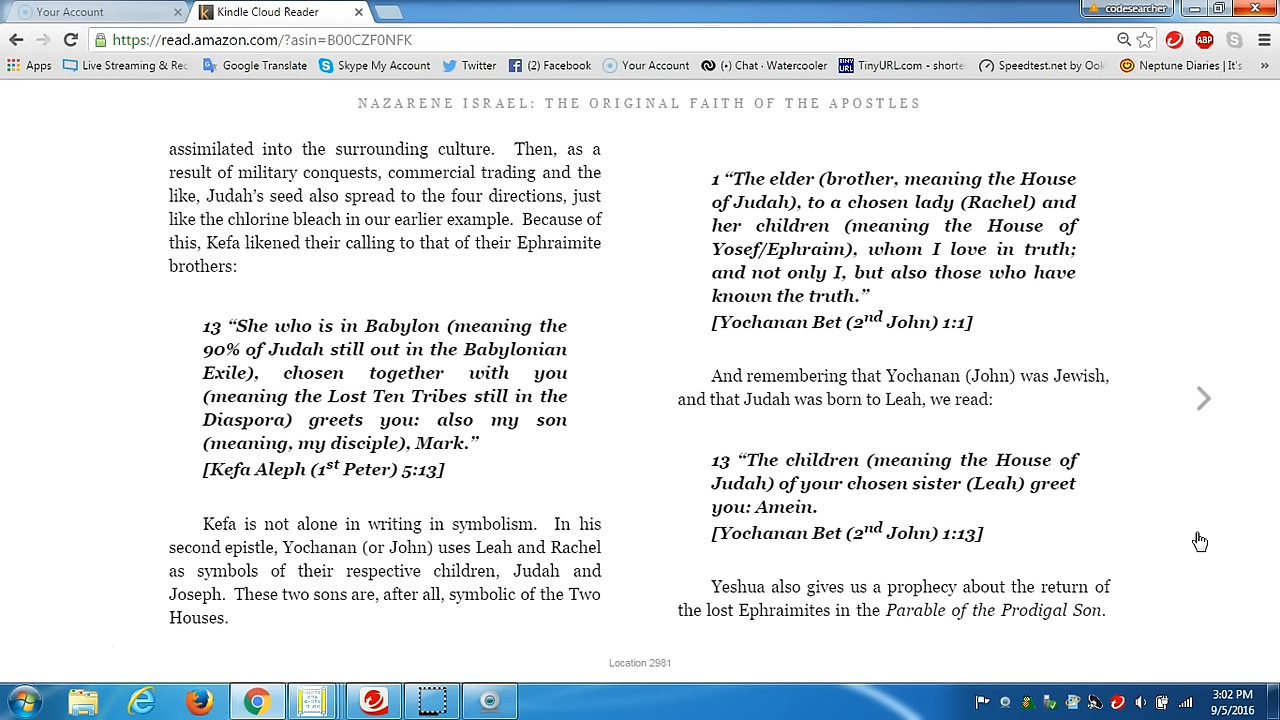 Your Account
Kindle Cloud Reader
codesearcher
https://read.amazon.com/?asin=B00CZF0NFK
ABP
Apps
Live Streaming & Rec
Google Translate
Skype My Account
Twitter
(2) Facebook
Your Account
(•) Chat · Watercooler
TinyURL.com - shorte
Speedtest.net by Ook
Neptune Diaries | It's
»
NAZARENE ISRAEL: THE ORIGINAL FAITH OF THE APOSTLES
assimilated into the surrounding culture. Then, as a
result of military conquests, commercial trading and the
like, Judah's seed also spread to the four directions, just
like the chlorine bleach in our earlier example. Because of
this, Kefa likened their calling to that of their Ephraimite
brothers:
13 “She who is in Babylon (meaning the
90% of Judah still out in the Babylonian
Exile), chosen together with you
(meaning the Lost Ten Tribes still in the
Diaspora) greets you: also my son
(meaning, my disciple), Mark.”
[Kefa Aleph (1st Peter) 5:13]
Kefa is not alone in writing in symbolism. In his
second epistle, Yochanan (or John) uses Leah and Rachel
as symbols of their respective children, Judah and
Joseph. These two sons are, after all, symbolic of the Two
Houses.
1 “The elder (brother, meaning the House
of Judah), to a chosen lady (Rachel) and
her children (meaning the House of
Yosef/Ephraim), whom I love in truth;
and not only I, but also those who have
known the truth.”
[Yochanan Bet (2nd John) 1:1]
And remembering that Yochanan (John) was Jewish,
and that Judah was born to Leah, we read:
13 “The children (meaning the House of
Judah) of your chosen sister (Leah) greet
you: Amein.
[Yochanan Bet (2nd John) 1:13]
Yeshua also gives us a prophecy about the return of
the lost Ephraimites in the Parable of the Prodigal Son.
Location 2981
3:02 PM
9/5/2016